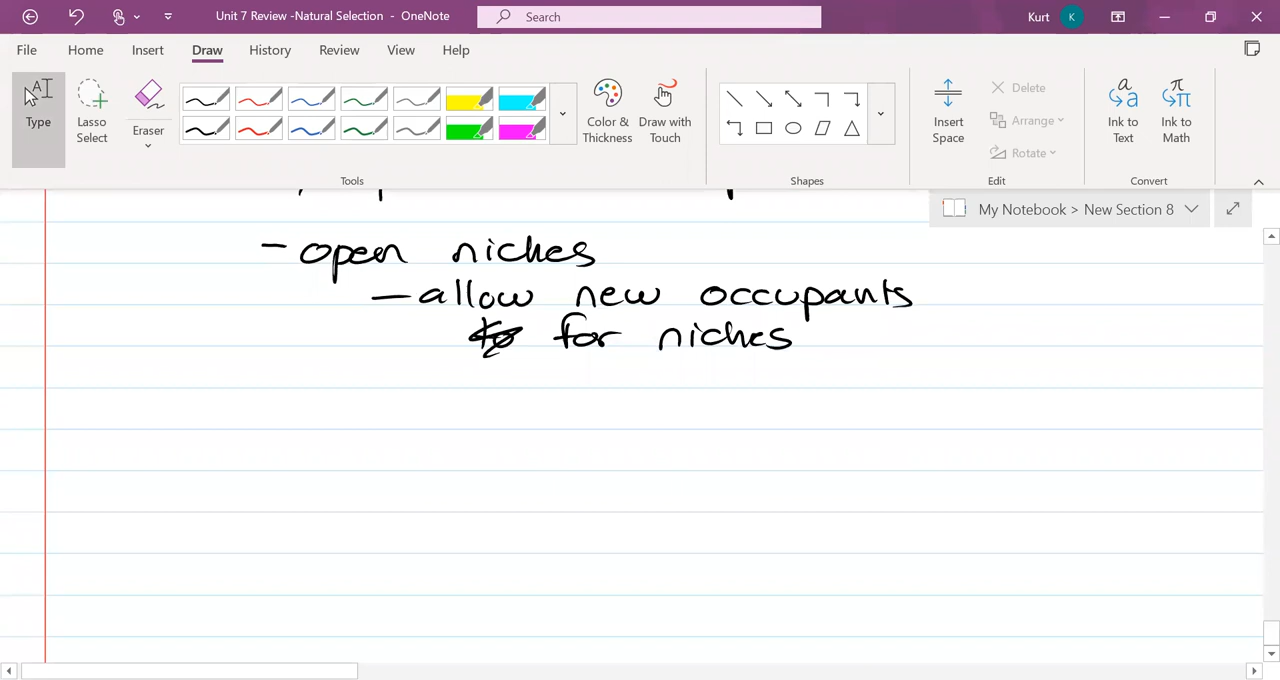 Unit 7 Review -Natural Selection - OneNote
Search
Kurt K
File Home Insert Draw History Review View Help
Type
Lasso Select
Eraser
Color & Thickness
Draw with Touch
Insert Space
Delete
Arrange
Rotate
Ink to Text
Ink to Math
Tools Shapes Edit Convert
My Notebook > New Section 8
- open niches
- allow new occupants
for niches